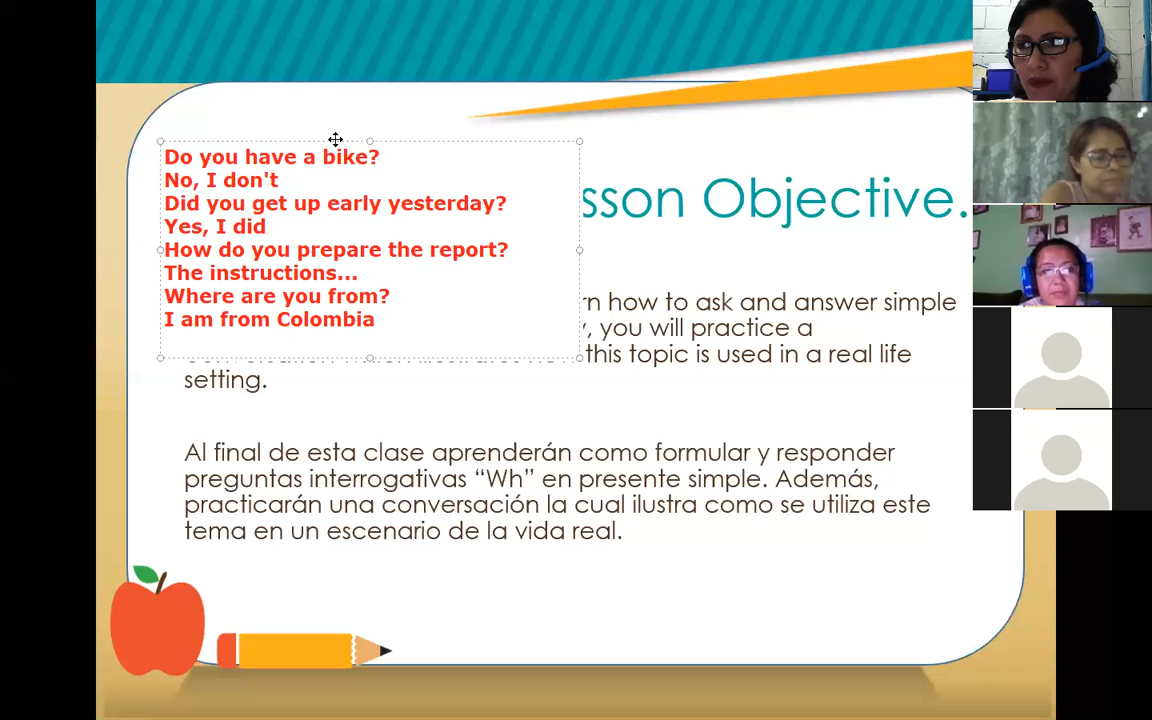 Do you have a bike?
No, I don't
Did you get up early yesterday?
Yes, I did
How do you prepare the report?
The instructions...
Where are you from?
I am from Colombia
sson Objective.
rn how to ask and answer simple
, you will practice a
this topic is used in a real life
setting.
Al final de esta clase aprenderán como formular y responder
preguntas interrogativas “Wh” en presente simple. Además,
practicarán una conversación la cual ilustra como se utiliza este
tema en un escenario de la vida real.